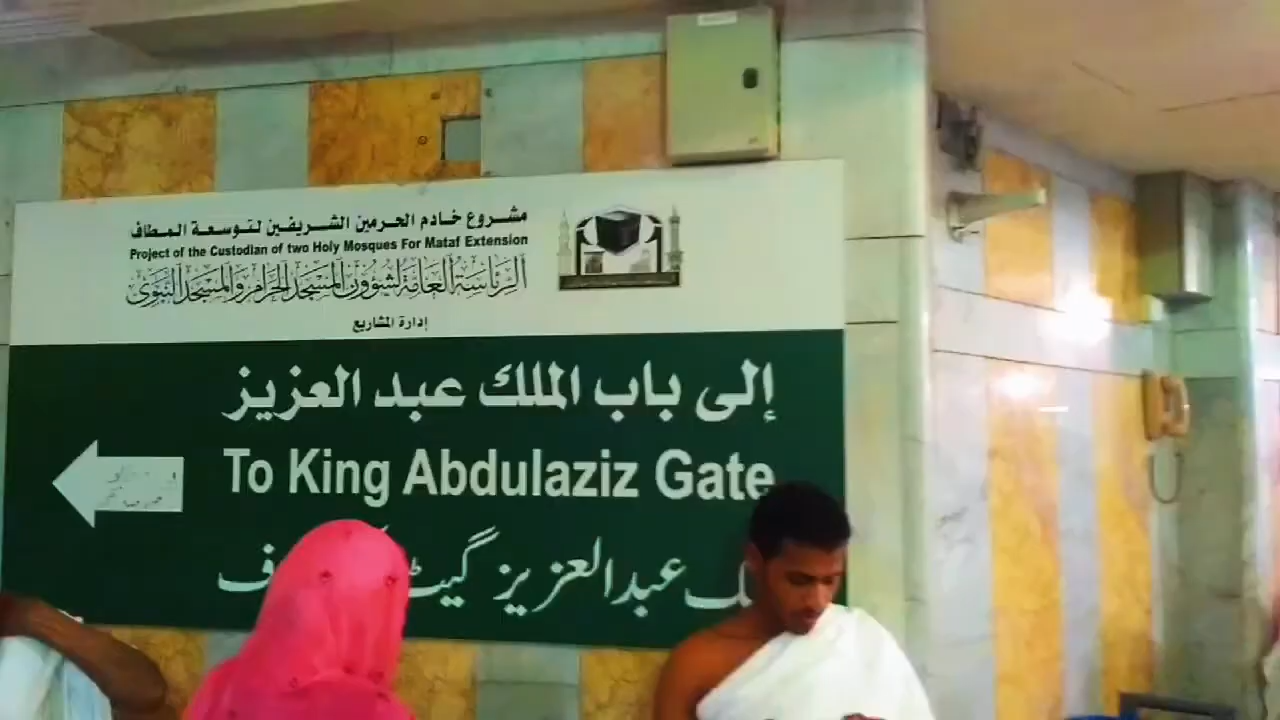 مشروع خادم الحرمين الشريفين لتوسعة المطاف
Project of the Custodian of two Holy Mosques For Mataf Extension
الرئاسة العامة لشؤون المسجد الحرام والمسجد النبوي
إدارة المشاريع
إلى باب الملك عبد العزيز
To King Abdulaziz Gate
عبدالعزيز گیٹ